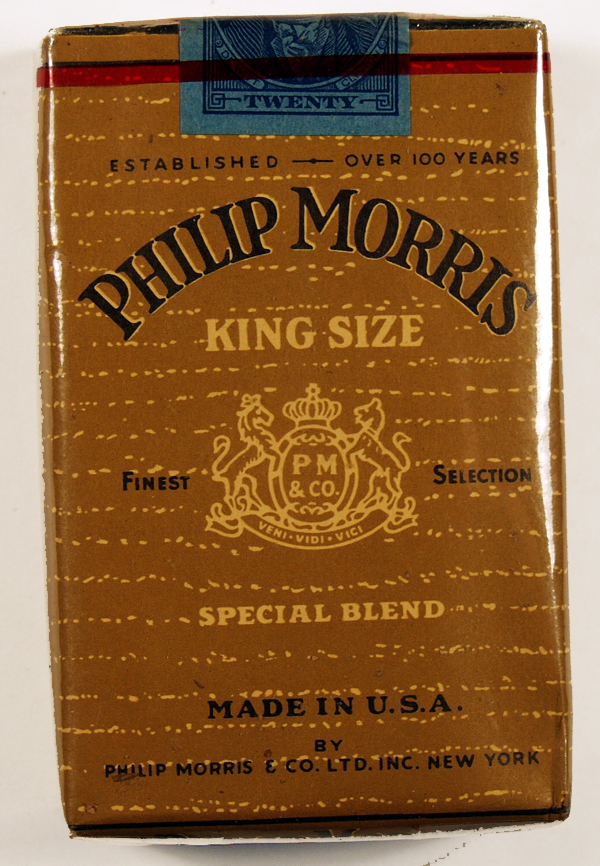 TWENTY
ESTABLISHED — OVER 100 YEARS
PHILIP MORRIS
KING SIZE
P M
& CO.
FINEST SELECTION
VENI · VIDI · VICI
SPECIAL BLEND
MADE IN U.S.A.
BY
PHILIP MORRIS & CO. LTD. INC. NEW YORK